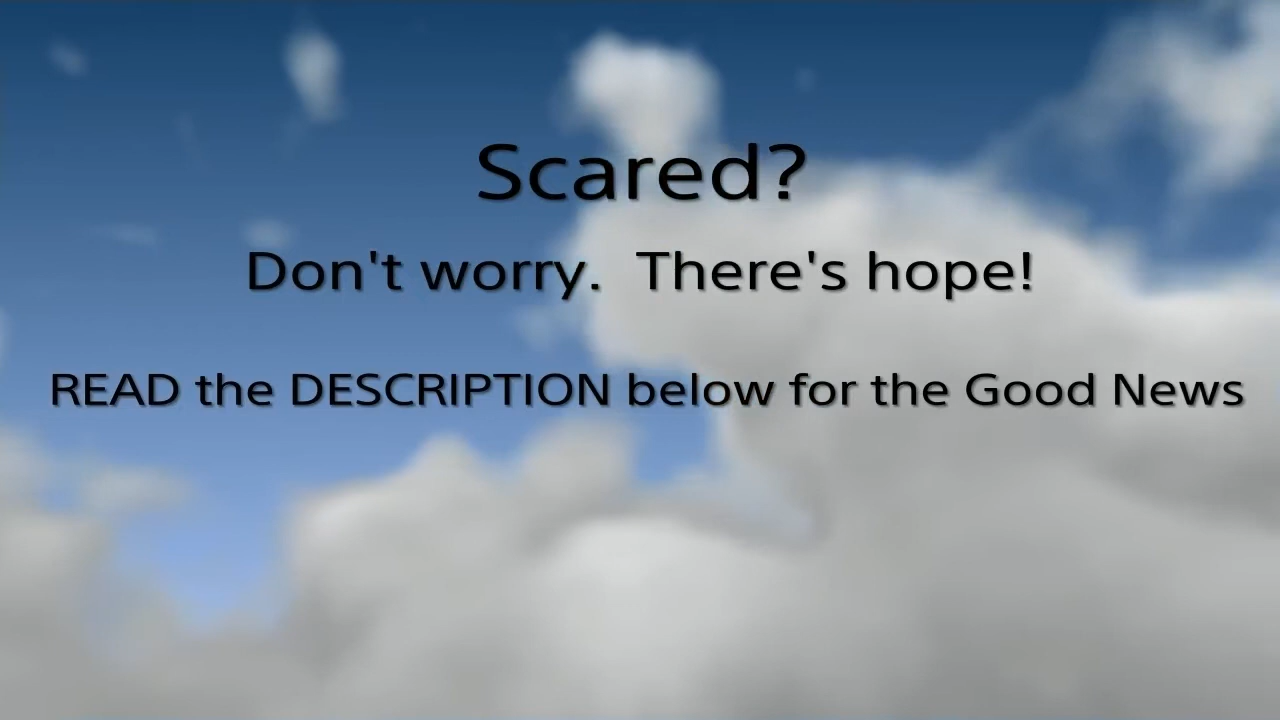 Scared?
Don't worry.  There's hope!
READ the DESCRIPTION below for the Good News